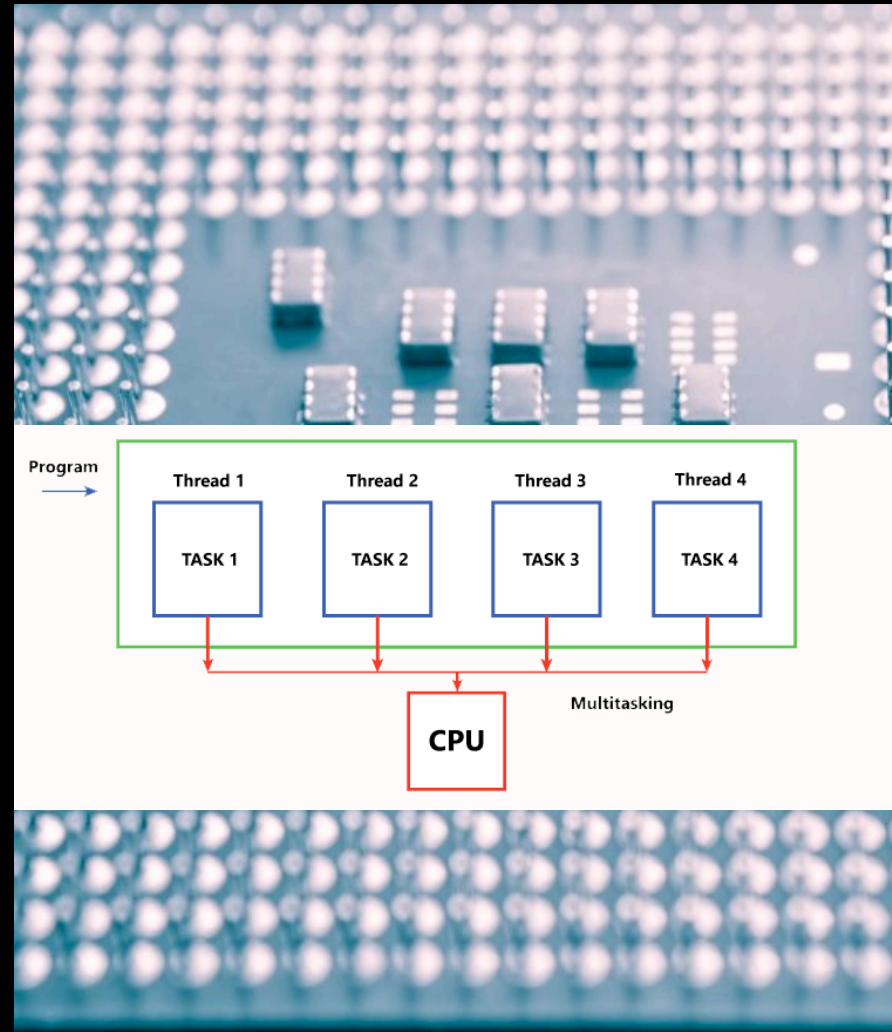 Program
Thread 1 Thread 2 Thread 3 Thread 4
TASK 1 TASK 2 TASK 3 TASK 4
Multitasking
CPU